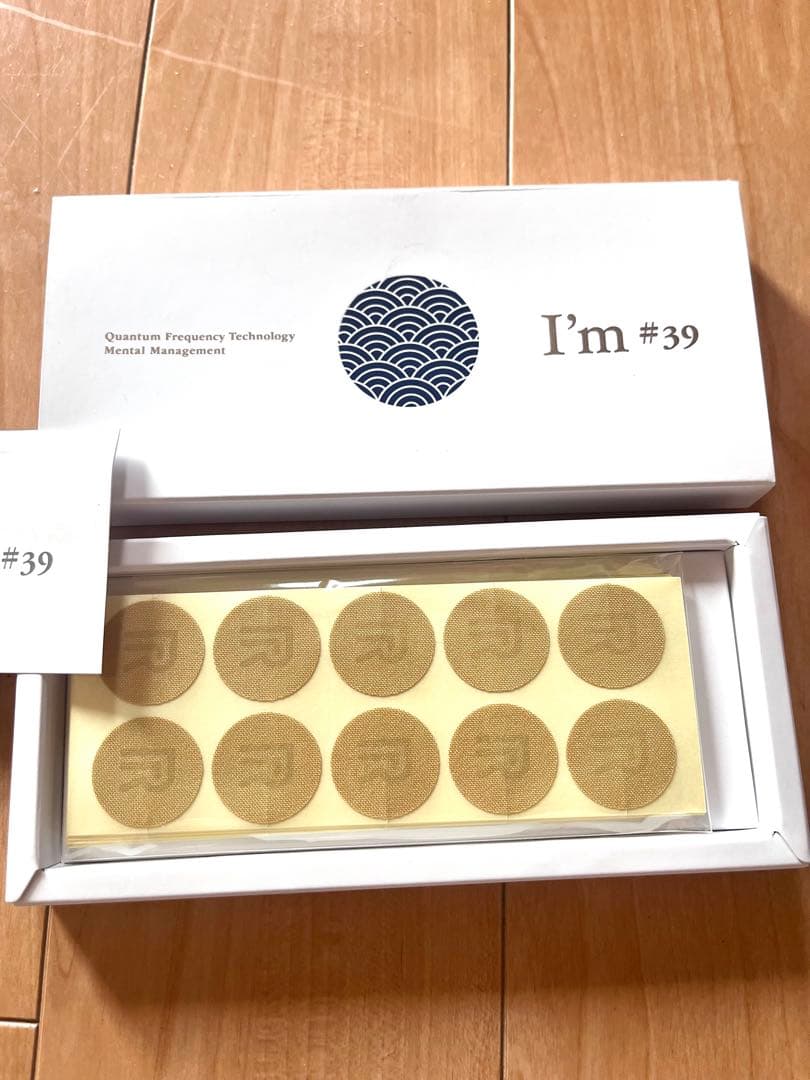 Quantum Frequency Technology
Mental Management
I'm #39
#39